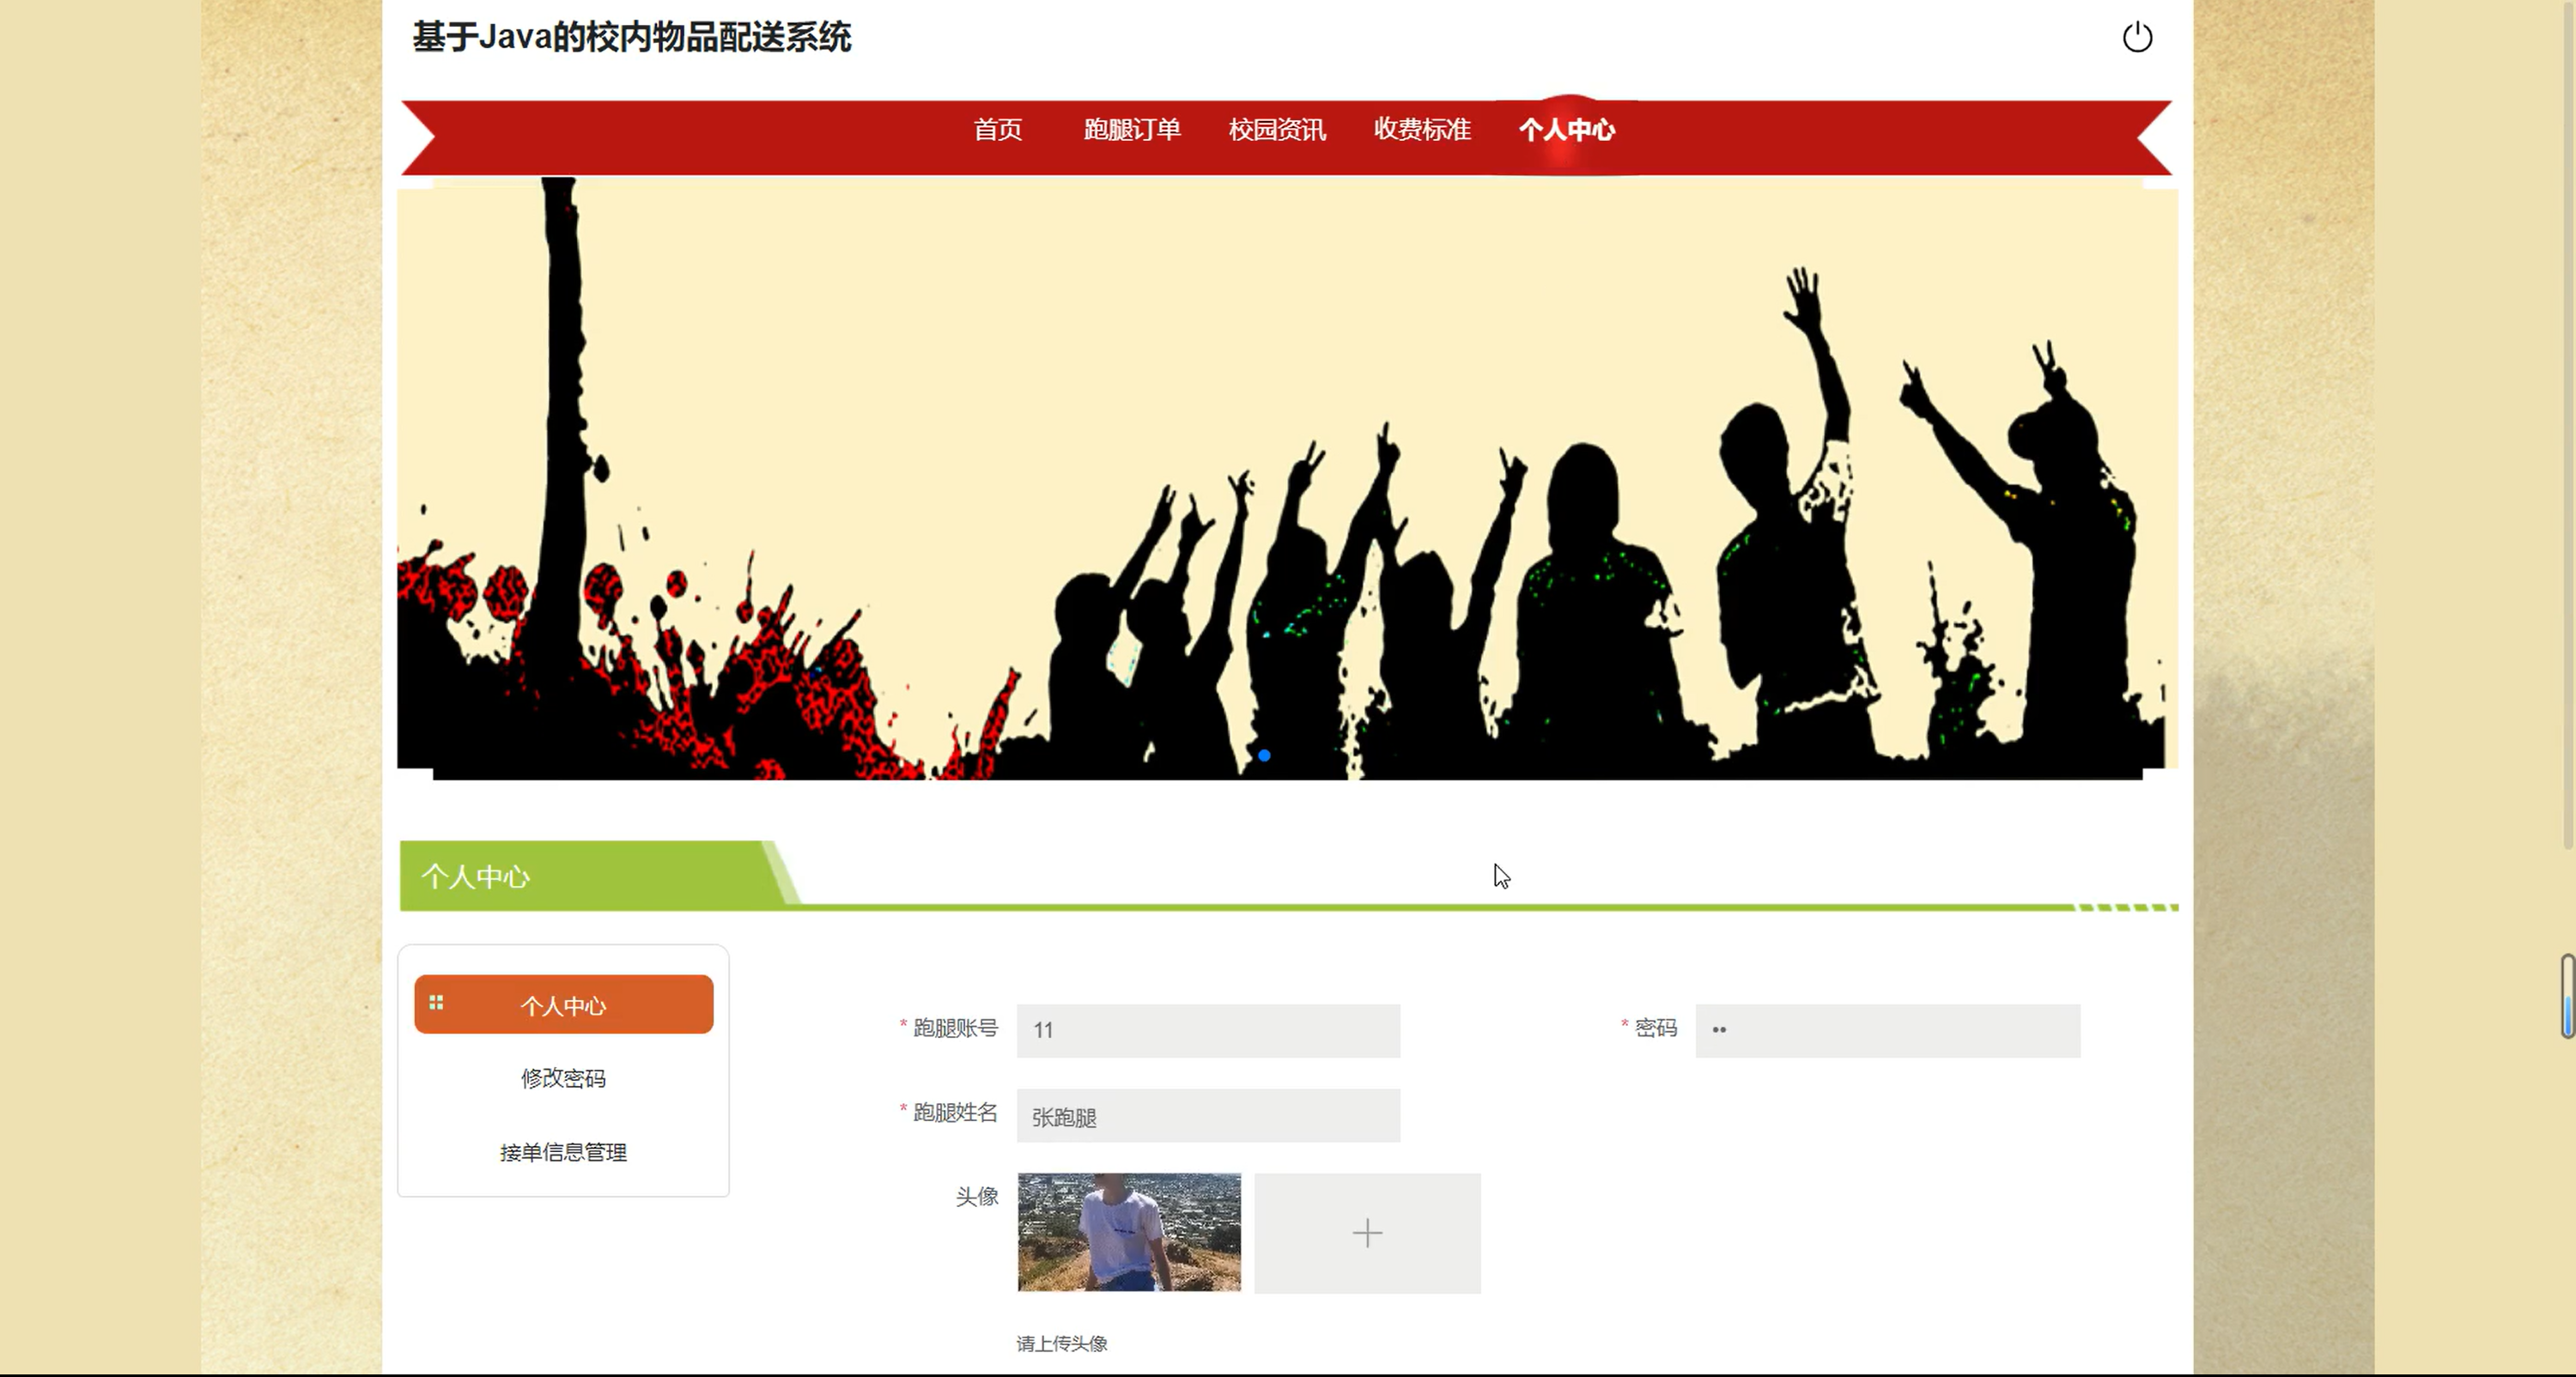 基于Java的校内物品配送系统
首页 跑腿订单 校园资讯 收费标准 个人中心
个人中心
个人中心
修改密码
接单信息管理
* 跑腿账号 11 * 密码 ••
* 跑腿姓名 张跑腿
头像
请上传头像